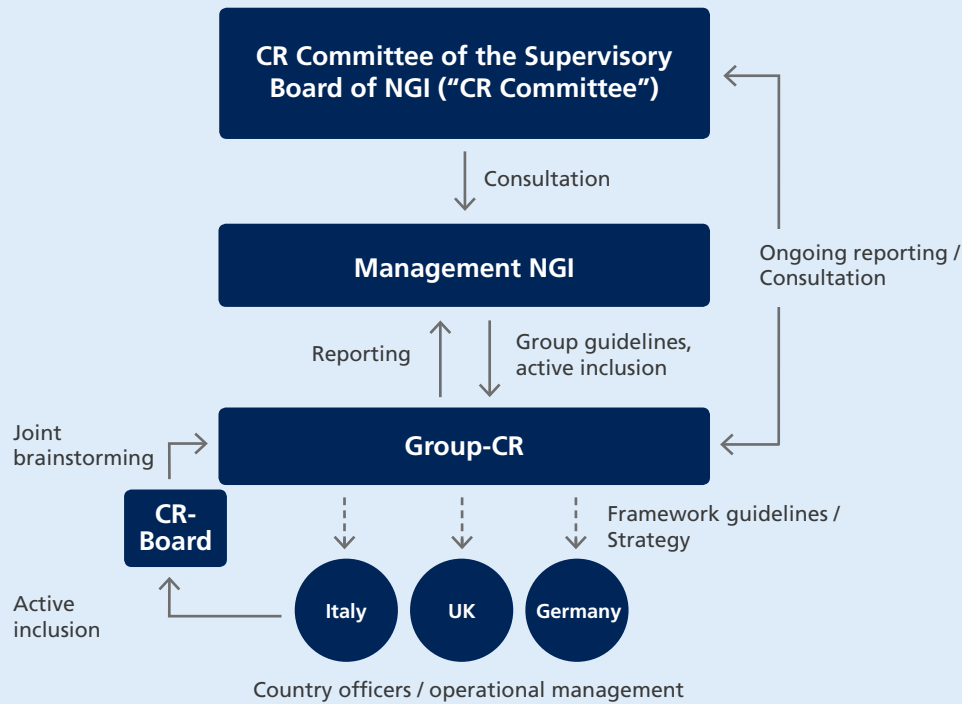 CR Committee of the Supervisory
Board of NGI (“CR Committee”)
Consultation
Management NGI
Ongoing reporting /
Consultation
Reporting
Group guidelines,
active inclusion
Joint
brainstorming
Group-CR
CR-
Board
Framework guidelines /
Strategy
Active
inclusion
Italy
UK
Germany
Country officers / operational management